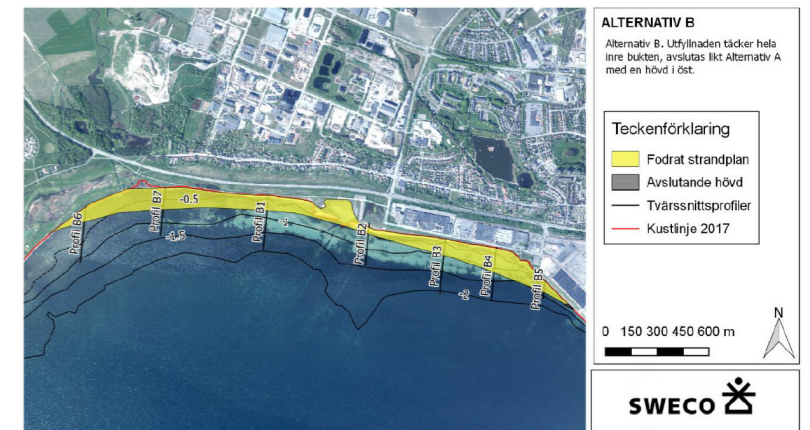 ALTERNATIV B
Alternativ B. Utfyllnaden täcker hela
inre bukten, avslutas likt Alternativ A
med en hövd i öst.
Teckenförklaring
Fodrat strandplan
Avslutande hövd
Tvärssnittsprofiler
Kustlinje 2017
N
0 150 300 450 600 m
SWECO
Profil B6
Profil B7
-0.5
-1.5
Profil B1
Profil B2
Profil B3
Profil B4
Profil B5